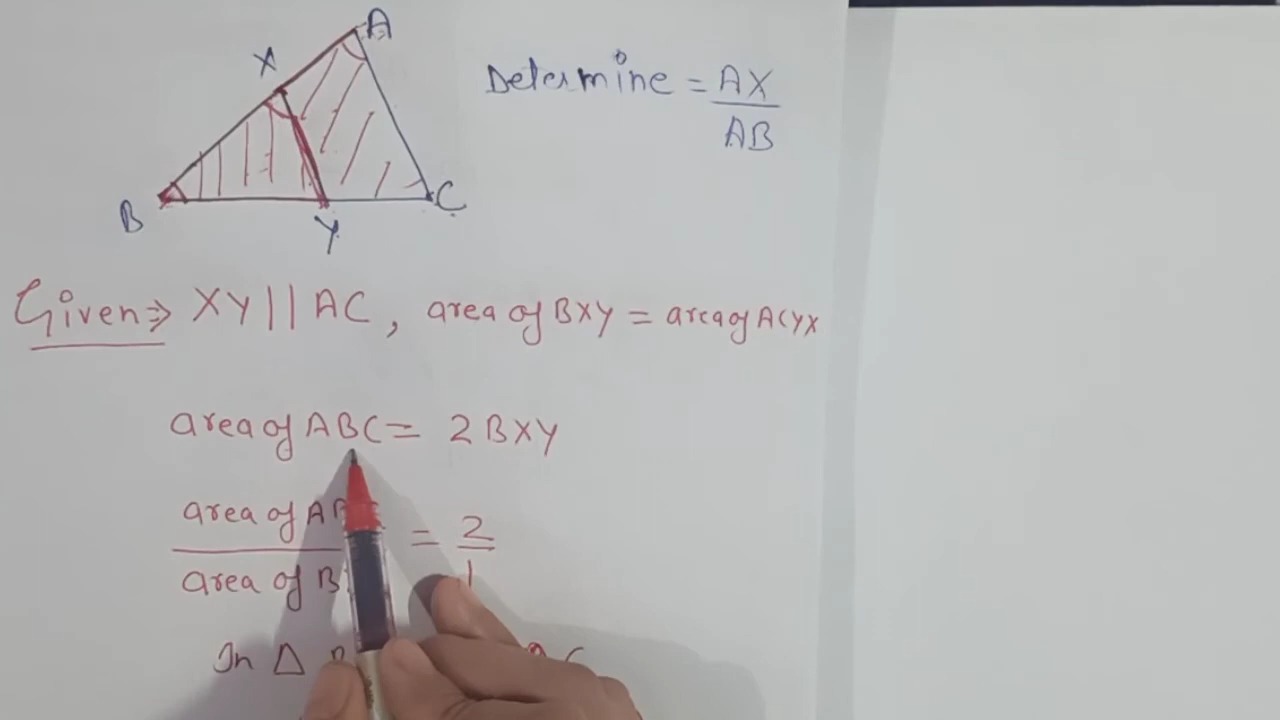 A
X
Determine = AX
AB
B
Y
C
Given ⇒ XY || AC, area of BXY = area of ACYX
area of ABC = 2 BXY
area of AB
= 2
area of B
1
In △